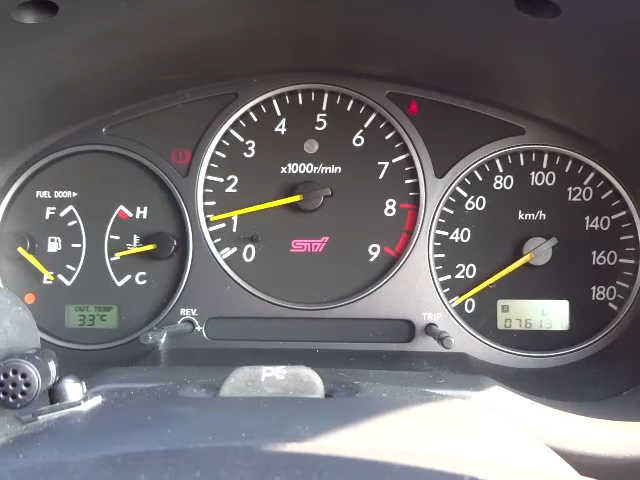 FUEL DOOR
F
E
H
C
OUT TEMP
33°C
REV.
+
x1000r/min
0
1
2
3
4
5
6
7
8
9
STi
km/h
0
20
40
60
80
100
120
140
160
180
TRIP
A